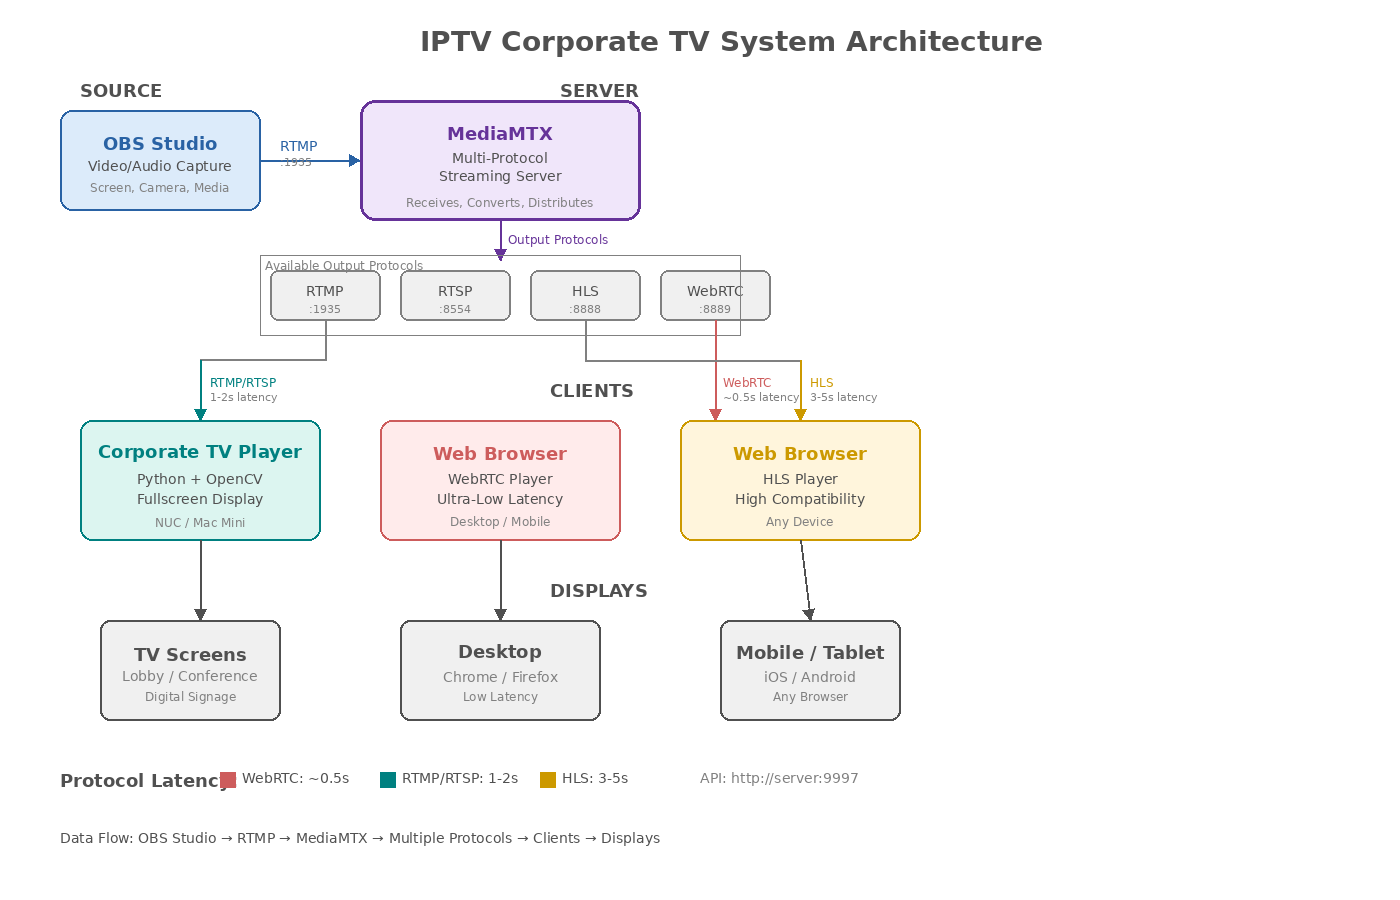 IPTV Corporate TV System Architecture
SOURCE
SERVER
OBS Studio
Video/Audio Capture
Screen, Camera, Media
RTMP
:1935
MediaMTX
Multi-Protocol
Streaming Server
Receives, Converts, Distributes
Output Protocols
Available Output Protocols
RTMP
:1935
RTSP
:8554
HLS
:8888
WebRTC
:8889
RTMP/RTSP
1-2s latency
CLIENTS
WebRTC
~0.5s latency
HLS
3-5s latency
Corporate TV Player
Python + OpenCV
Fullscreen Display
NUC / Mac Mini
Web Browser
WebRTC Player
Ultra-Low Latency
Desktop / Mobile
Web Browser
HLS Player
High Compatibility
Any Device
DISPLAYS
TV Screens
Lobby / Conference
Digital Signage
Desktop
Chrome / Firefox
Low Latency
Mobile / Tablet
iOS / Android
Any Browser
Protocol Latency
WebRTC: ~0.5s
RTMP/RTSP: 1-2s
HLS: 3-5s
API: http://server:9997
Data Flow: OBS Studio → RTMP → MediaMTX → Multiple Protocols → Clients → Displays